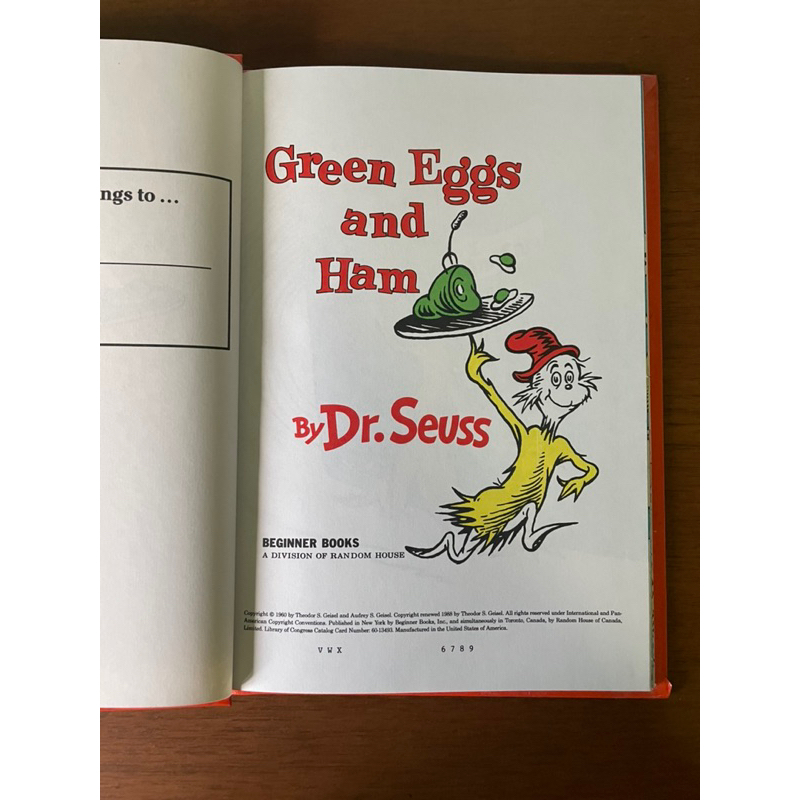 ngs to ...
Green Eggs
and
Ham
By Dr. Seuss
BEGINNER BOOKS
A DIVISION OF RANDOM HOUSE
Copyright © 1960 by Theodor S. Geisel and Audrey S. Geisel. Copyright renewed 1988 by Theodor S. Geisel. All rights reserved under International and Pan-
American Copyright Conventions. Published in New York by Beginner Books, Inc., and simultaneously in Toronto, Canada, by Random House of Canada,
Limited. Library of Congress Catalog Card Number: 60-13493. Manufactured in the United States of America.
V W X 6 7 8 9